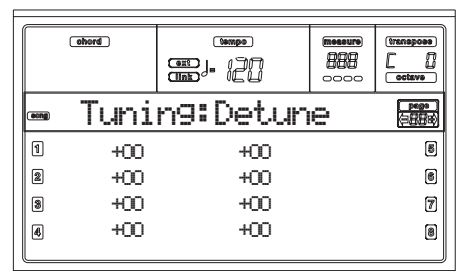 chord tempo measure transpose
ext link ♩= 120 888 C 0
octave
song Tuning:Detune page 88
1 +00 +00 5
2 +00 +00 6
3 +00 +00 7
4 +00 +00 8